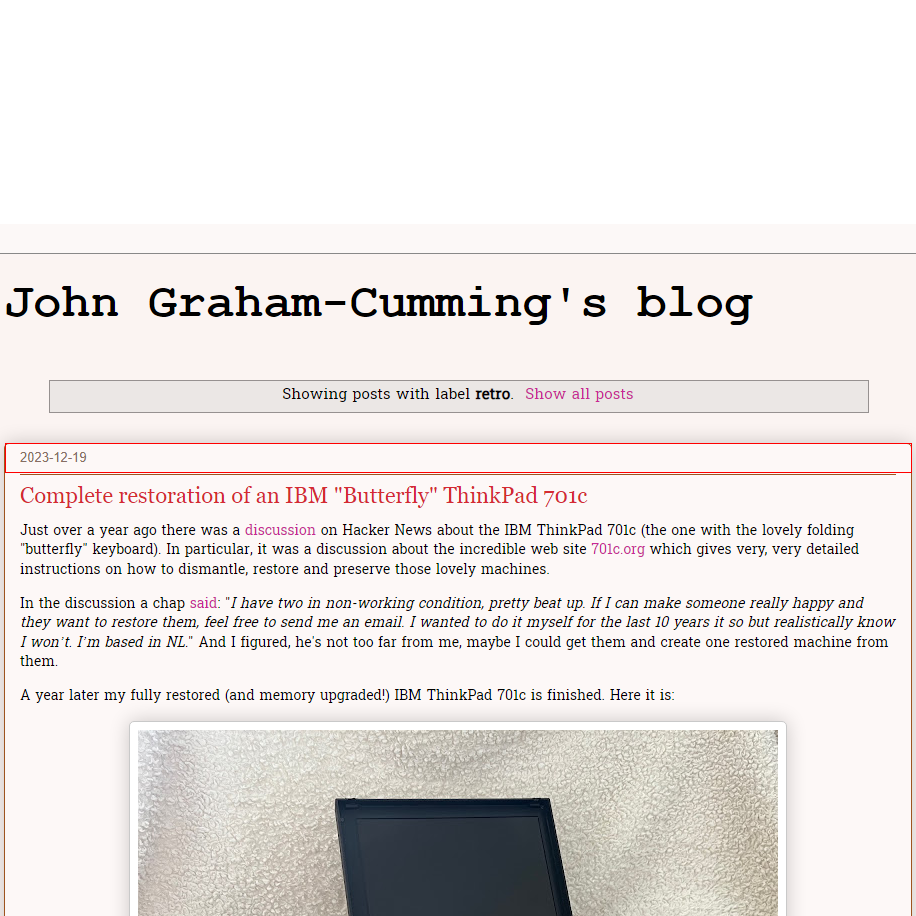 John Graham-Cumming's blog
Showing posts with label retro. Show all posts
2023-12-19
Complete restoration of an IBM "Butterfly" ThinkPad 701c
Just over a year ago there was a discussion on Hacker News about the IBM ThinkPad 701c (the one with the lovely folding
"butterfly" keyboard). In particular, it was a discussion about the incredible web site 701c.org which gives very, very detailed
instructions on how to dismantle, restore and preserve those lovely machines.
In the discussion a chap said: "I have two in non-working condition, pretty beat up. If I can make someone really happy and
they want to restore them, feel free to send me an email. I wanted to do it myself for the last 10 years it so but realistically know
I won't. I'm based in NL." And I figured, he's not too far from me, maybe I could get them and create one restored machine from
them.
A year later my fully restored (and memory upgraded!) IBM ThinkPad 701c is finished. Here it is: